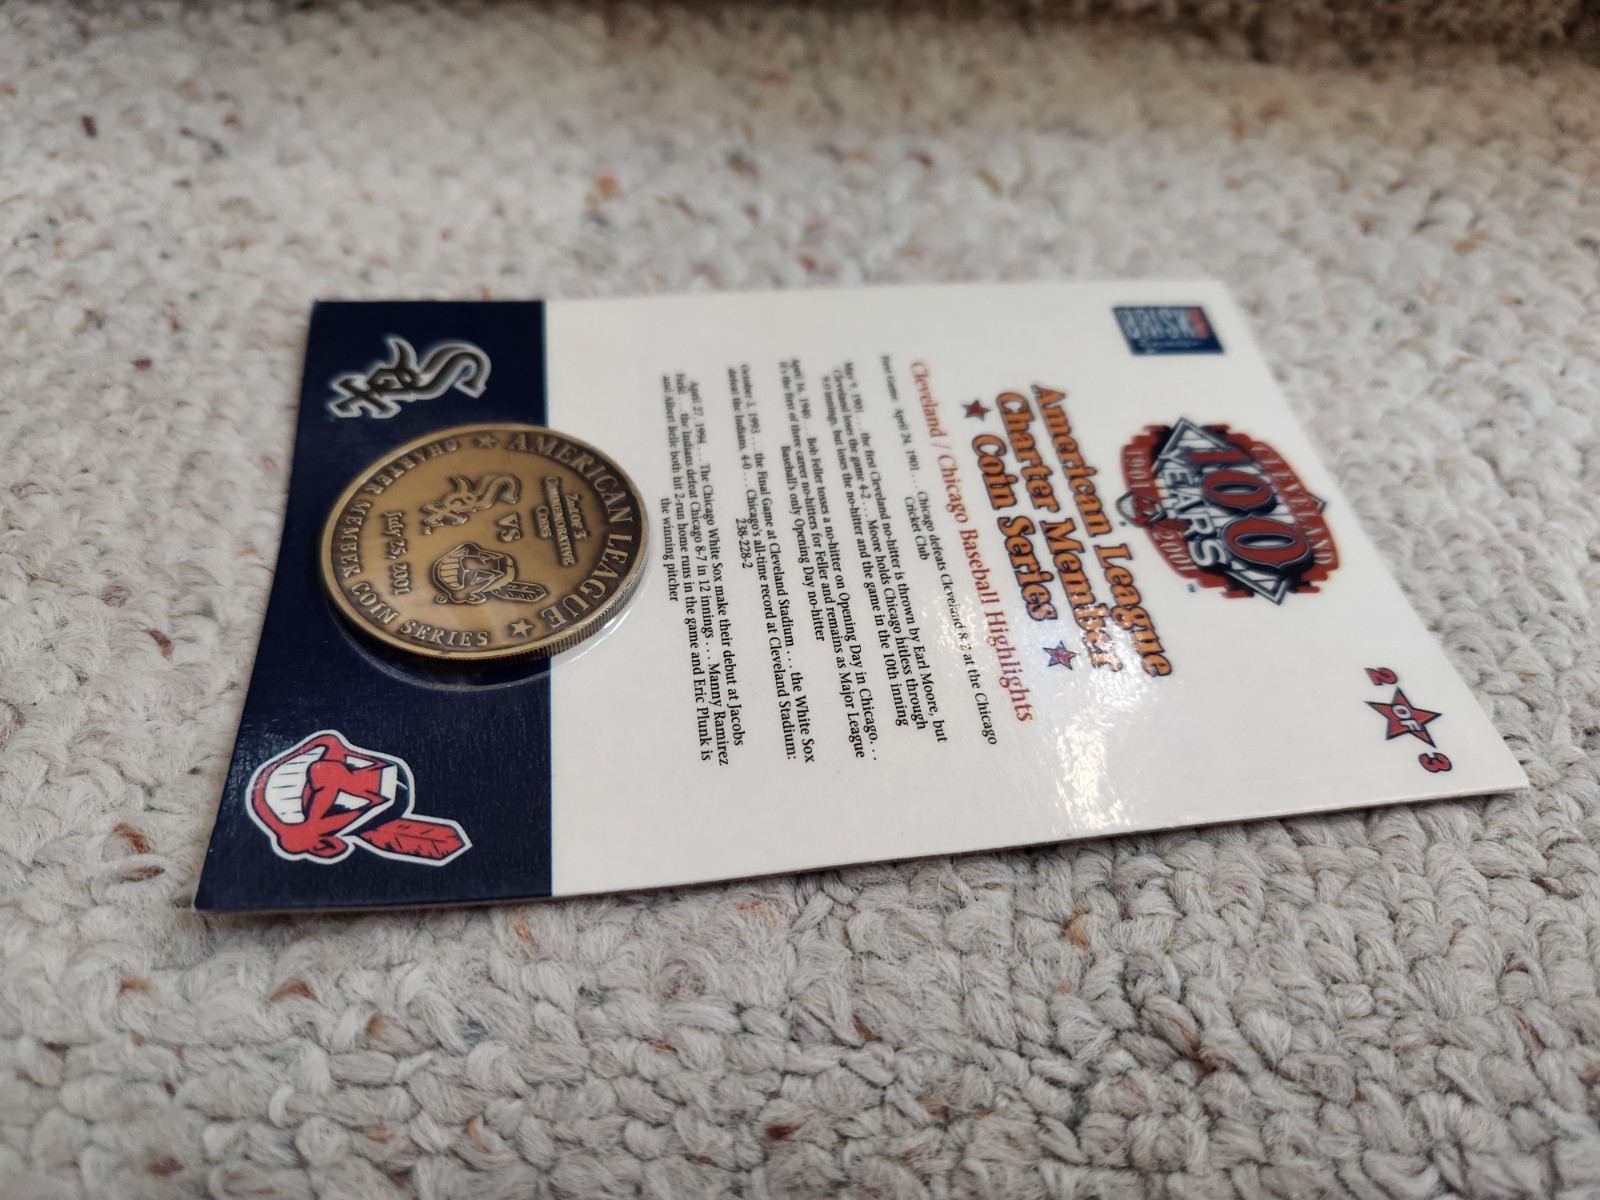 BRISK
CLEVELAND
100
YEARS
1901 2001
2 OF 3
American League
Charter Member
Coin Series
Cleveland / Chicago Baseball Highlights
First Game: April 24, 1901 . . . Chicago defeats Cleveland 8-2 at the Chicago
Cricket Club
May 9, 1901 . . . the first Cleveland no-hitter is thrown by Earl Moore, but
Cleveland loses the game 4-2 . . . Moore holds Chicago hitless through
9.0 innings, but loses the no-hitter and the game in the 10th inning
April 16, 1940 . . . Bob Feller tosses a no-hitter on Opening Day in Chicago. . .
it's the first of three career no-hitters for Feller and remains as Major League
Baseball's only Opening Day no-hitter
October 3, 1993 . . . the Final Game at Cleveland Stadium . . . the White Sox
defeat the Indians, 4-0 . . . Chicago's all-time record at Cleveland Stadium:
238-228-2
April 27, 1994 . . . The Chicago White Sox make their debut at Jacobs
Field . . . the Indians defeat Chicago 8-7 in 12 innings . . . Manny Ramirez
and Albert Belle both hit 2-run home runs in the game and Eric Plunk is
the winning pitcher
AMERICAN LEAGUE
2nd OF 3
COMMEMORATIVE
COINS
VS
Sox
July 25, 2001
CHARTER MEMBER COIN SERIES
Sox